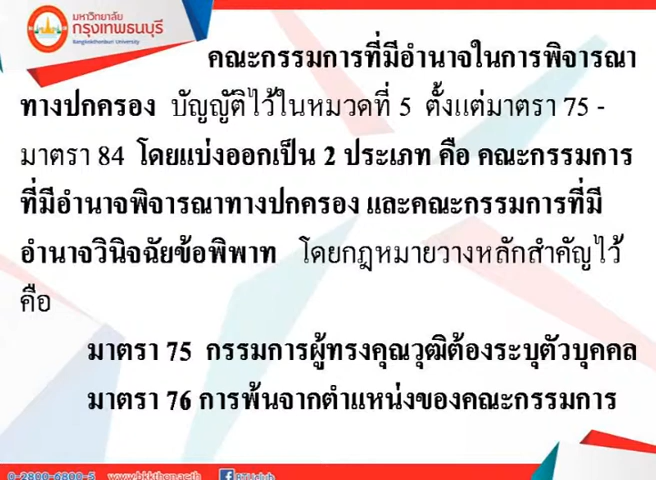 มหาวิทยาลัย
กรุงเทพธนบุรี
Bangkokthonburi University
คณะกรรมการที่มีอำนาจในการพิจารณา
ทางปกครอง บัญญัติไว้ในหมวดที่ 5 ตั้งแต่มาตรา 75 -
มาตรา 84 โดยแบ่งออกเป็น 2 ประเภท คือ คณะกรรมการ
ที่มีอำนาจพิจารณาทางปกครอง และคณะกรรมการที่มี
อำนาจวินิจฉัยข้อพิพาท โดยกฎหมายวางหลักสำคัญไว้
คือ
มาตรา 75 กรรมการผู้ทรงคุณวุฒิต้องระบุตัวบุคคล
มาตรา 76 การพ้นจากตำแหน่งของคณะกรรมการ
0-2800-6800-5 www.bkkthon.ac.th